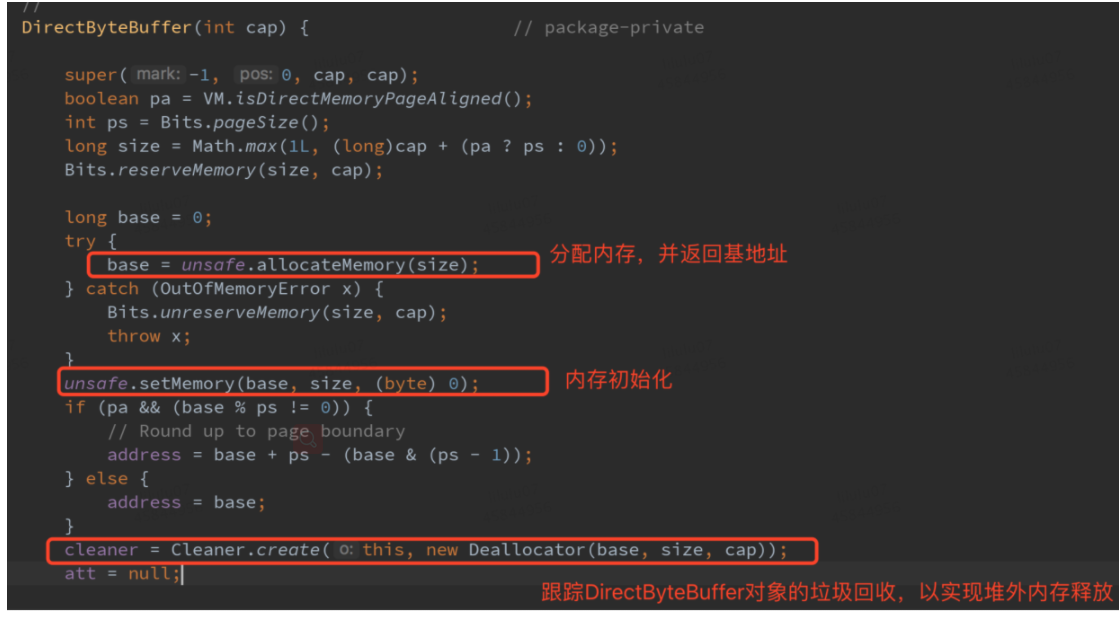 //
DirectByteBuffer(int cap) {                   // package-private
super( mark: -1, pos: 0, cap, cap);
boolean pa = VM.isDirectMemoryPageAligned();
int ps = Bits.pageSize();
long size = Math.max(1L, (long)cap + (pa ? ps : 0));
Bits.reserveMemory(size, cap);
long base = 0;
try {
base = unsafe.allocateMemory(size); 分配内存，并返回基地址
} catch (OutOfMemoryError x) {
Bits.unreserveMemory(size, cap);
throw x;
}
unsafe.setMemory(base, size, (byte) 0); 内存初始化
if (pa && (base % ps != 0)) {
// Round up to page boundary
address = base + ps - (base & (ps - 1));
} else {
address = base;
}
cleaner = Cleaner.create( o: this, new Deallocator(base, size, cap));
att = null;
跟踪DirectByteBuffer对象的垃圾回收，以实现堆外内存释放